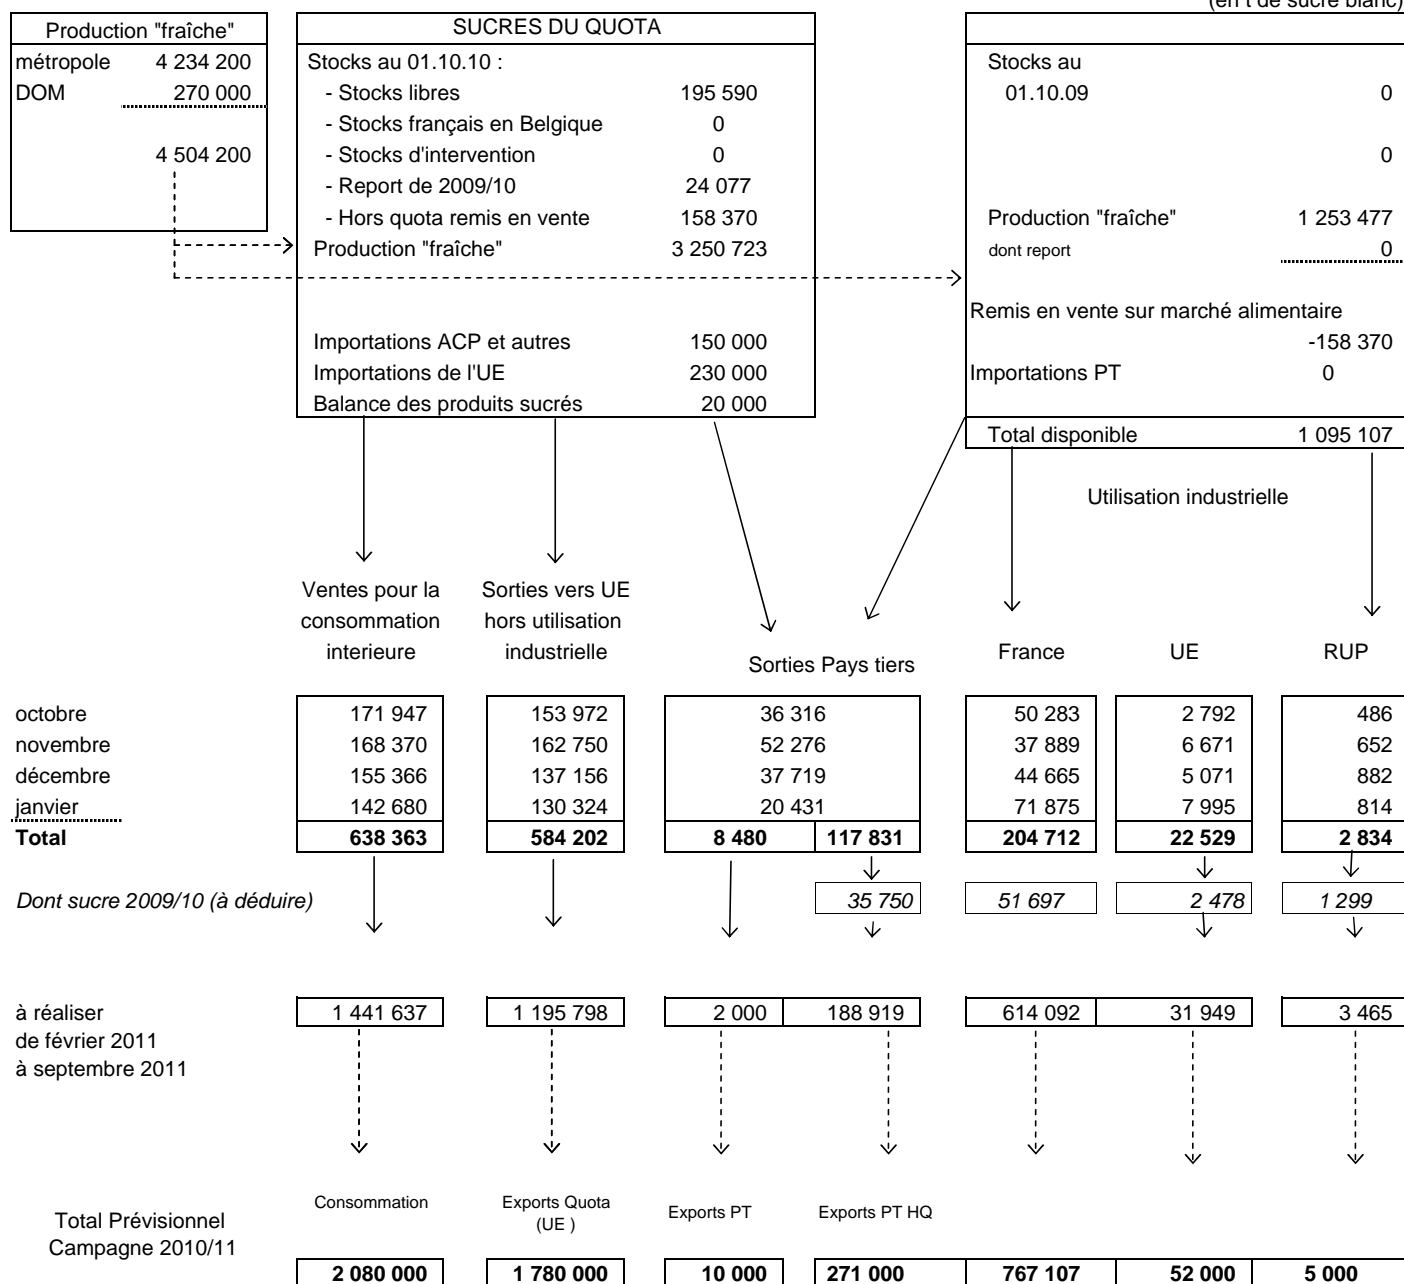 (en t de sucre blanc)
Production "fraîche"
métropole 4 234 200
DOM 270 000
4 504 200
SUCRES DU QUOTA
Stocks au 01.10.10 :
- Stocks libres 195 590
- Stocks français en Belgique 0
- Stocks d'intervention 0
- Report de 2009/10 24 077
- Hors quota remis en vente 158 370
Production "fraîche" 3 250 723
Importations ACP et autres 150 000
Importations de l'UE 230 000
Balance des produits sucrés 20 000
Stocks au
01.10.09 0
0
Production "fraîche" 1 253 477
dont report 0
Remis en vente sur marché alimentaire
-158 370
Importations PT 0
Total disponible 1 095 107
Utilisation industrielle
Ventes pour la
consommation
interieure
Sorties vers UE
hors utilisation
industrielle
Sorties Pays tiers
France UE RUP
octobre 171 947 153 972 36 316 50 283 2 792 486
novembre 168 370 162 750 52 276 37 889 6 671 652
décembre 155 366 137 156 37 719 44 665 5 071 882
janvier 142 680 130 324 20 431 71 875 7 995 814
Total 638 363 584 202 8 480 117 831 204 712 22 529 2 834
Dont sucre 2009/10 (à déduire) 35 750 51 697 2 478 1 299
à réaliser 1 441 637 1 195 798 2 000 188 919 614 092 31 949 3 465
de février 2011
à septembre 2011
Consommation
Exports Quota
(UE )
Exports PT
Exports PT HQ
Total Prévisionnel
Campagne 2010/11
2 080 000 1 780 000 10 000 271 000 767 107 52 000 5 000